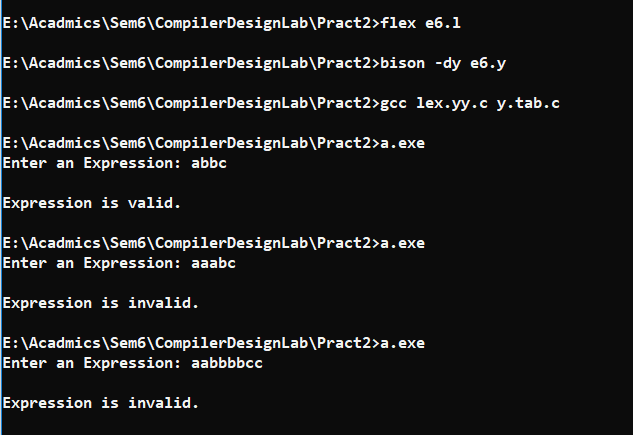 E:\Acadmics\Sem6\CompilerDesignLab\Pract2>flex e6.l
E:\Acadmics\Sem6\CompilerDesignLab\Pract2>bison -dy e6.y
E:\Acadmics\Sem6\CompilerDesignLab\Pract2>gcc lex.yy.c y.tab.c
E:\Acadmics\Sem6\CompilerDesignLab\Pract2>a.exe
Enter an Expression: abbc
Expression is valid.
E:\Acadmics\Sem6\CompilerDesignLab\Pract2>a.exe
Enter an Expression: aaabc
Expression is invalid.
E:\Acadmics\Sem6\CompilerDesignLab\Pract2>a.exe
Enter an Expression: aabbbbcc
Expression is invalid.